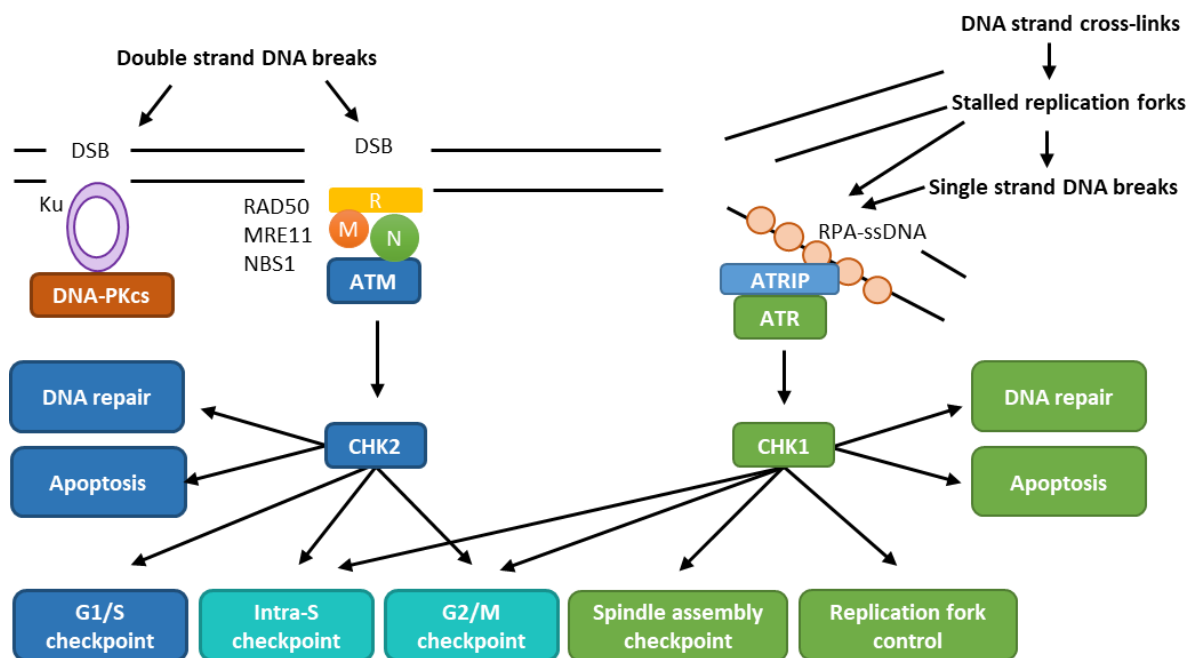 DNA strand cross-links
Double strand DNA breaks
Stalled replication forks
DSB
DSB
Single strand DNA breaks
Ku
RAD50
MRE11
NBS1
R
M
N
RPA-ssDNA
DNA-PKcs
ATM
ATRIP
ATR
DNA repair
Apoptosis
CHK2
CHK1
DNA repair
Apoptosis
G1/S
checkpoint
Intra-S
checkpoint
G2/M
checkpoint
Spindle assembly
checkpoint
Replication fork
control